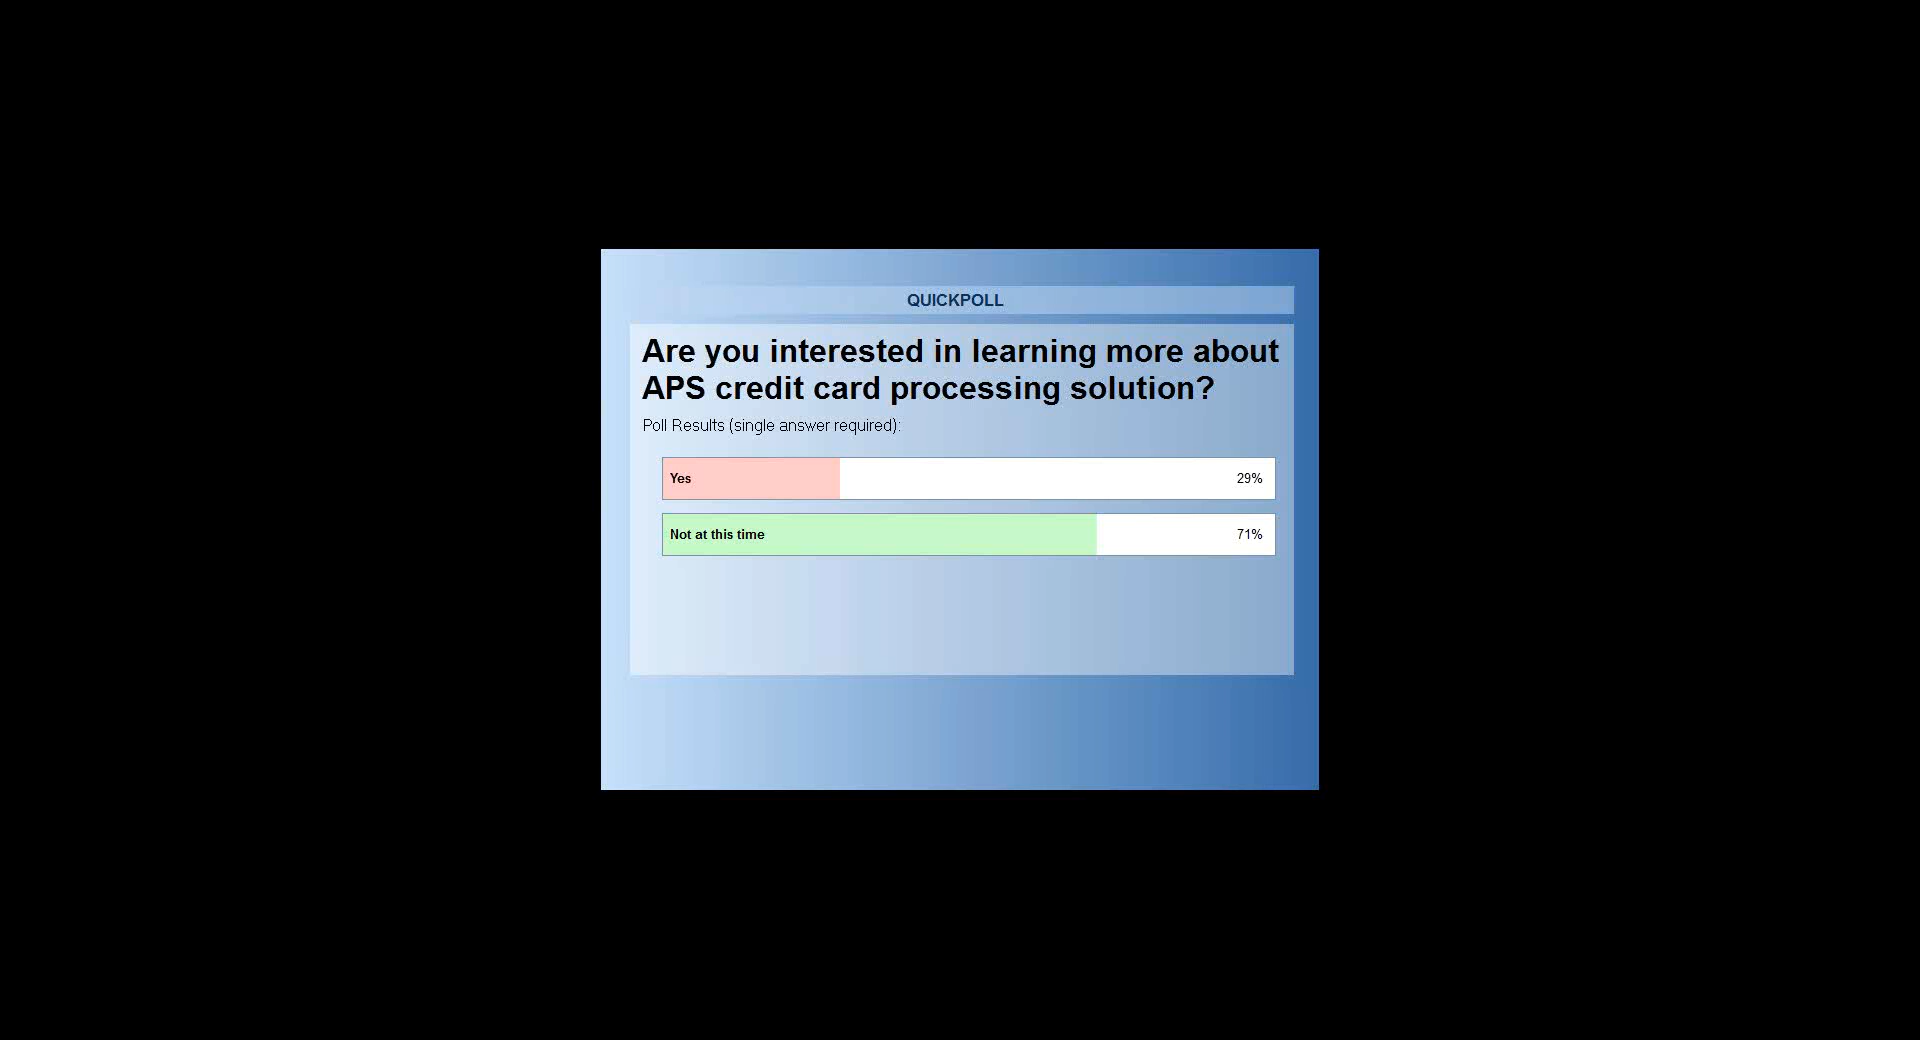 QUICKPOLL
Are you interested in learning more about
APS credit card processing solution?
Poll Results (single answer required):
Yes 29%
Not at this time 71%